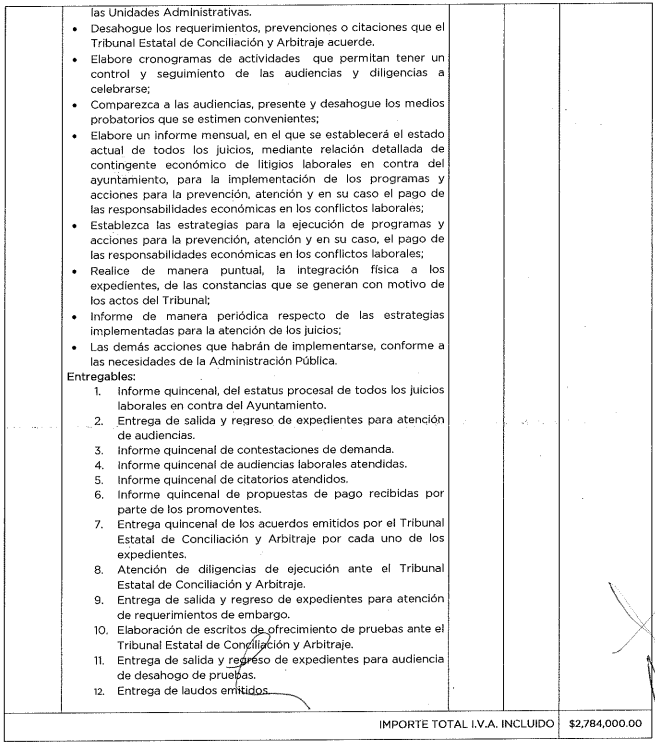 las Unidades Administrativas.
• Desahogue los requerimientos, prevenciones o citaciones que el
Tribunal Estatal de Conciliación y Arbitraje acuerde.
• Elabore cronogramas de actividades que permitan tener un
control y seguimiento de las audiencias y diligencias a
celebrarse;
• Comparezca a las audiencias, presente y desahogue los medios
probatorios que se estimen convenientes;
• Elabore un informe mensual, en el que se establecerá el estado
actual de todos los juicios, mediante relación detallada de
contingente económico de litigios laborales en contra del
ayuntamiento, para la implementación de los programas y
acciones para la prevención, atención y en su caso el pago de
las responsabilidades económicas en los conflictos laborales;
• Establezca las estrategias para la ejecución de programas y
acciones para la prevención, atención y en su caso, el pago de
las responsabilidades económicas en los conflictos laborales;
• Realice de manera puntual, la integración física a los
expedientes, de las constancias que se generan con motivo de
los actos del Tribunal;
• Informe de manera periódica respecto de las estrategias
implementadas para la atención de los juicios;
• Las demás acciones que habrán de implementarse, conforme a
las necesidades de la Administración Pública.
Entregables:
1. Informe quincenal, del estatus procesal de todos los juicios
laborales en contra del Ayuntamiento.
2. Entrega de salida y regreso de expedientes para atención
de audiencias.
3. Informe quincenal de contestaciones de demanda.
4. Informe quincenal de audiencias laborales atendidas.
5. Informe quincenal de citatorios atendidos.
6. Informe quincenal de propuestas de pago recibidas por
parte de los promoventes.
7. Entrega quincenal de los acuerdos emitidos por el Tribunal
Estatal de Conciliación y Arbitraje por cada uno de los
expedientes.
8. Atención de diligencias de ejecución ante el Tribunal
Estatal de Conciliación y Arbitraje.
9. Entrega de salida y regreso de expedientes para atención
de requerimientos de embargo.
10. Elaboración de escritos de ofrecimiento de pruebas ante el
Tribunal Estatal de Conciliación y Arbitraje.
11. Entrega de salida y regreso de expedientes para audiencia
de desahogo de pruebas.
12. Entrega de laudos emitidos.
IMPORTE TOTAL I.V.A. INCLUIDO $2,784,000.00